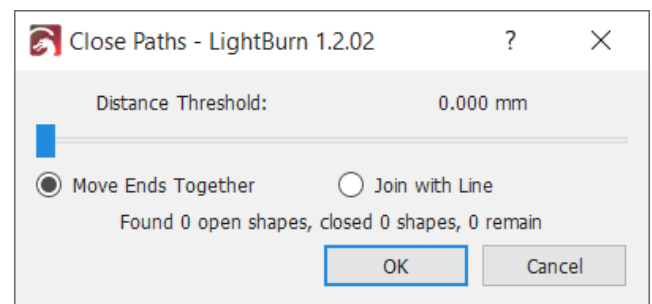 Close Paths - LightBurn 1.2.02 ?
Distance Threshold: 0.000 mm
Move Ends Together Join with Line
Found 0 open shapes, closed 0 shapes, 0 remain
OK Cancel